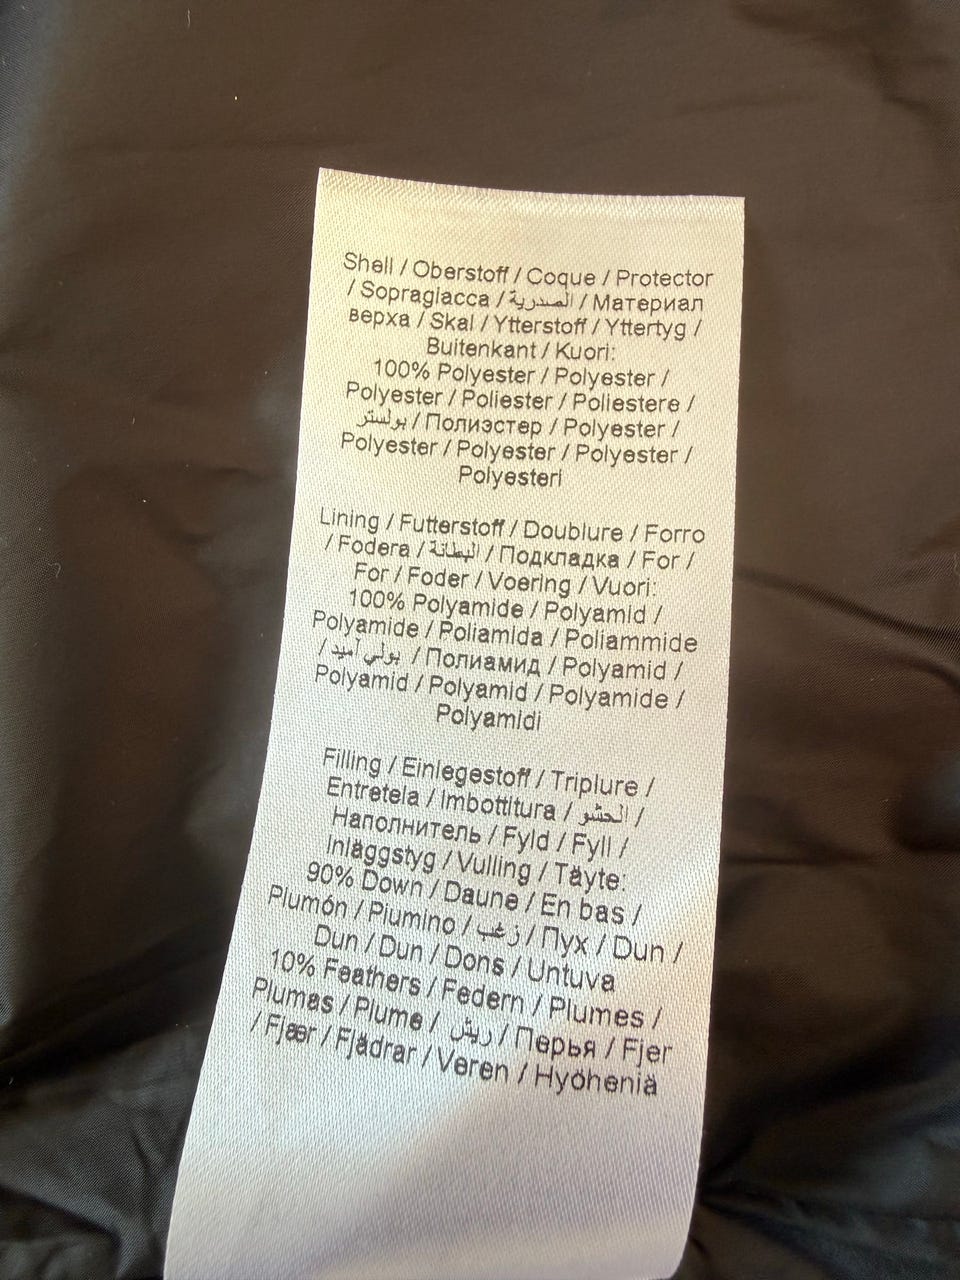 Shell / Oberstoff / Coque / Protector
/ Sopragiacca / الصدرية / Материал
верха / Skal / Ytterstoff / Yttertyg /
Buitenkant / Kuori:
100% Polyester / Polyester /
Polyester / Poliester / Poliestere /
بولستر / Полиэстер / Polyester /
Polyester / Polyester / Polyester /
Polyesteri
Lining / Futterstoff / Doublure / Forro
/ Fodera / البطانة / Подкладка / For /
For / Foder / Voering / Vuori:
100% Polyamide / Polyamid /
Polyamide / Poliamida / Poliammide
/ بولي أميد / Полиамид / Polyamid /
Polyamid / Polyamid / Polyamide /
Polyamidi
Filling / Einlegestoff / Triplure /
Entretela / Imbottitura / الحشو /
Наполнитель / Fyld / Fyll /
Inläggstyg / Vulling / Täyte:
90% Down / Daune / En bas /
Plumón / Piumino / زغب / Пух / Dun /
Dun / Dun / Dons / Untuva
10% Feathers / Federn / Plumes /
Plumas / Piume / ريش / Перья / Fjer
/ Fjær / Fjädrar / Veren / Hyöheniä